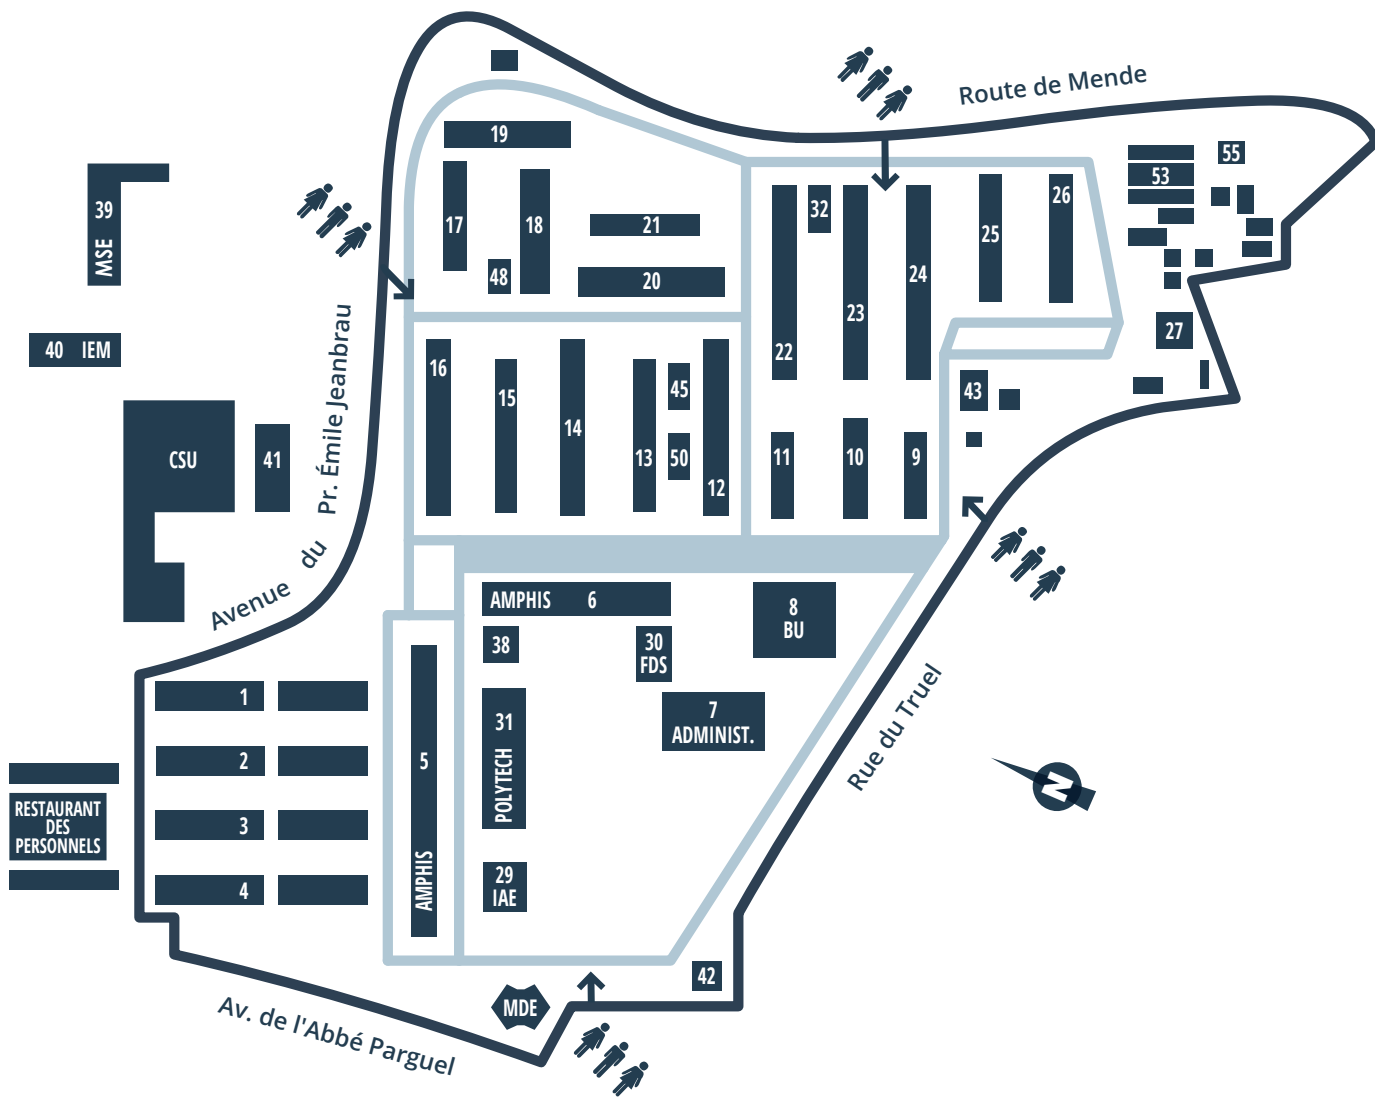 Route de Mende
19
17
18
48
21
20
32
22
23
24
25
26
53
55
27
39
MSE
40 IEM
CSU
41
Avenue du Pr. Émile Jeanbrau
16
15
14
13
45
50
12
11
10
9
43
AMPHIS 6
38
30
FDS
8
BU
7
ADMINIST.
31
POLYTECH
29
IAE
5
AMPHIS
1
2
3
4
RESTAURANT
DES
PERSONNELS
Rue du Truel
N
42
MDE
Av. de l'Abbé Parguel